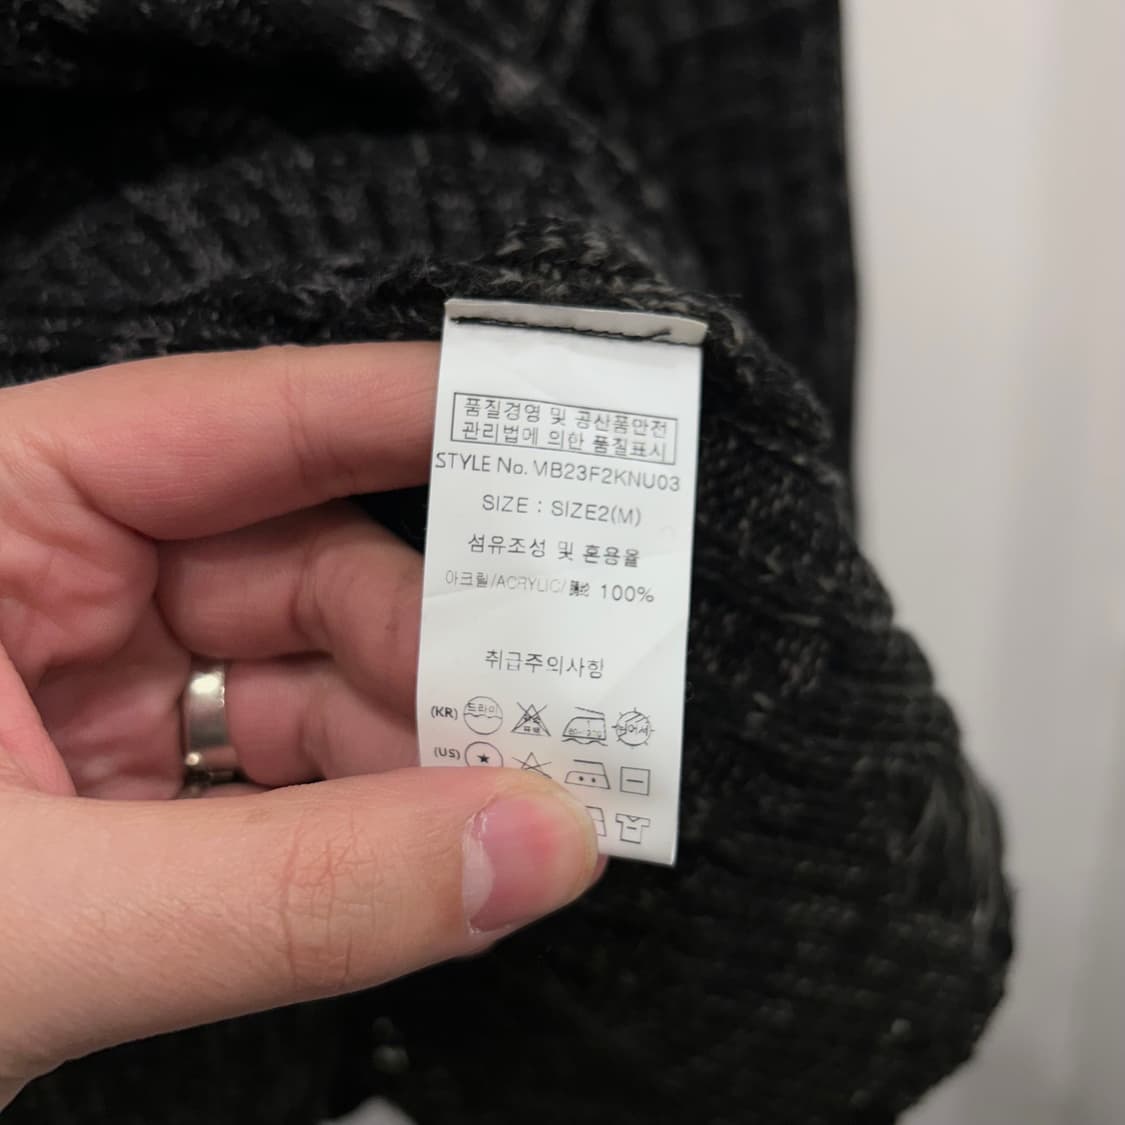 품질경영 및 공산품안전
관리법에 의한 품질표시
STYLE No. MB23F2KNU03
SIZE : SIZE2(M)
섬유조성 및 혼용율
아크릴/ACRYLIC/ 100%
취급주의사항
(KR) 드라이
(US)